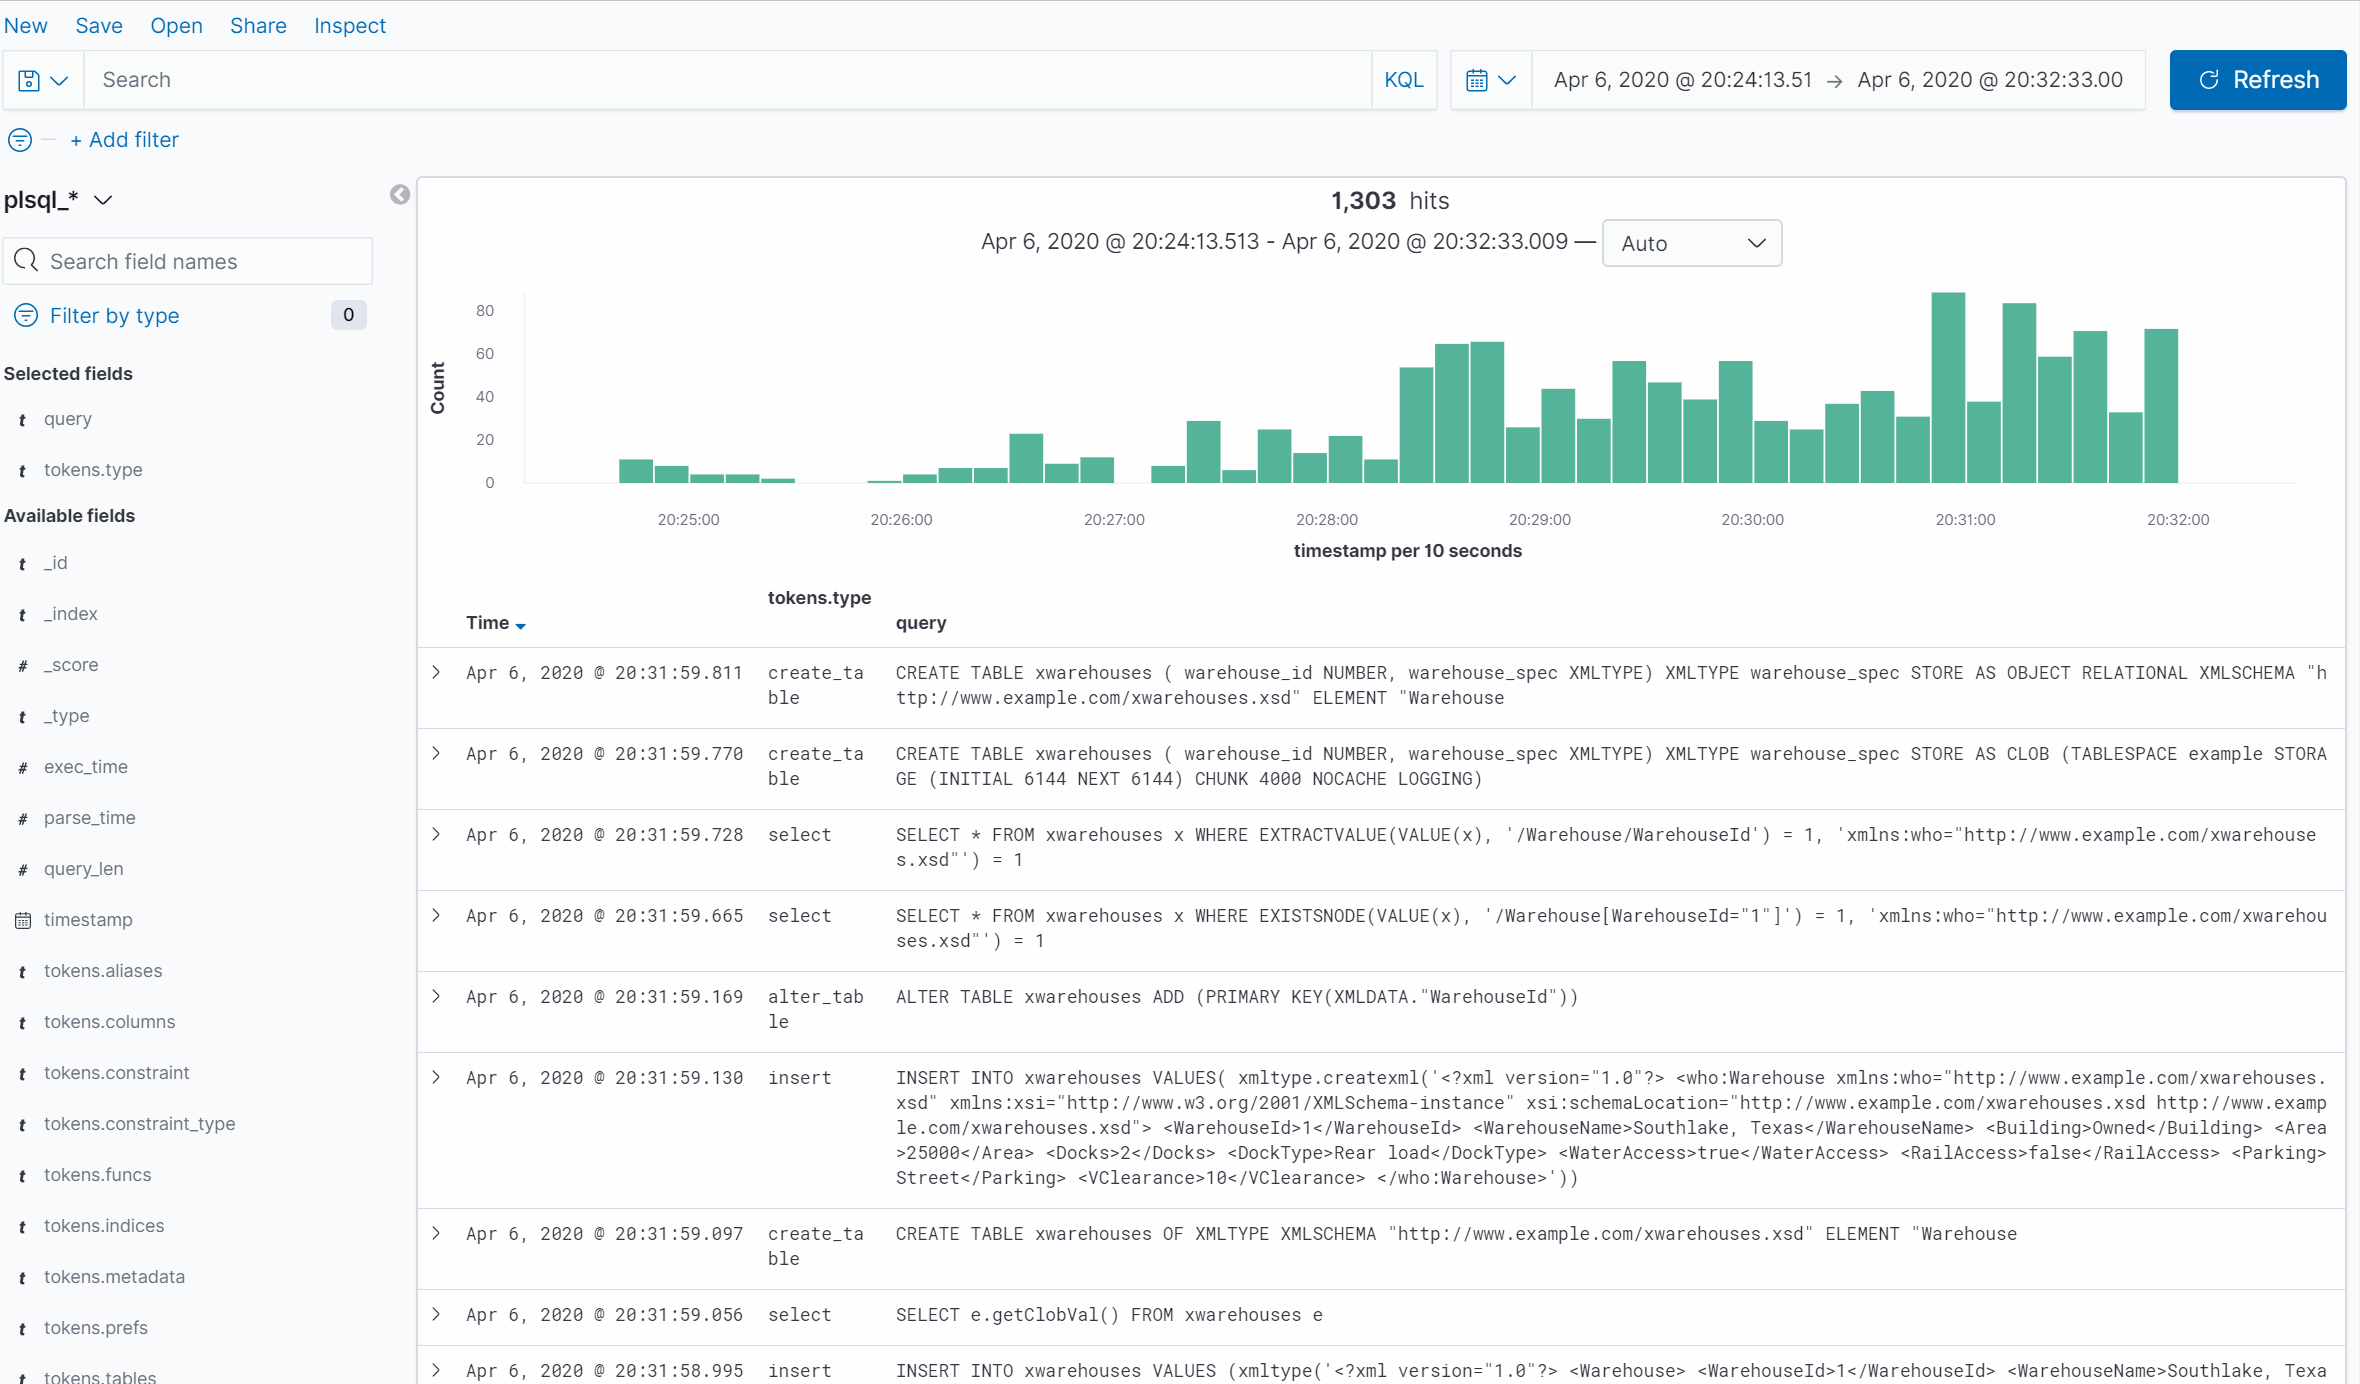 New Save Open Share Inspect
Search KQL Apr 6, 2020 @ 20:24:13.51 → Apr 6, 2020 @ 20:32:33.00 Refresh
+ Add filter
plsql_*
Search field names
Filter by type 0
Selected fields
t query
t tokens.type
Available fields
t _id
t _index
# _score
t _type
# exec_time
# parse_time
# query_len
timestamp
t tokens.aliases
t tokens.columns
t tokens.constraint
t tokens.constraint_type
t tokens.funcs
t tokens.indices
t tokens.metadata
t tokens.prefs
t tokens.tables
1,303 hits
Apr 6, 2020 @ 20:24:13.513 - Apr 6, 2020 @ 20:32:33.009 — Auto
Count
80
60
40
20
0
20:25:00 20:26:00 20:27:00 20:28:00 20:29:00 20:30:00 20:31:00 20:32:00
timestamp per 10 seconds
Time tokens.type query
Apr 6, 2020 @ 20:31:59.811 create_ta CREATE TABLE xwarehouses ( warehouse_id NUMBER, warehouse_spec XMLTYPE) XMLTYPE warehouse_spec STORE AS OBJECT RELATIONAL XMLSCHEMA "h
ble ttp://www.example.com/xwarehouses.xsd" ELEMENT "Warehouse
Apr 6, 2020 @ 20:31:59.770 create_ta CREATE TABLE xwarehouses ( warehouse_id NUMBER, warehouse_spec XMLTYPE) XMLTYPE warehouse_spec STORE AS CLOB (TABLESPACE example STORA
ble GE (INITIAL 6144 NEXT 6144) CHUNK 4000 NOCACHE LOGGING)
Apr 6, 2020 @ 20:31:59.728 select SELECT * FROM xwarehouses x WHERE EXTRACTVALUE(VALUE(x), '/Warehouse/WarehouseId') = 1, 'xmlns:who="http://www.example.com/xwarehouse
s.xsd"') = 1
Apr 6, 2020 @ 20:31:59.665 select SELECT * FROM xwarehouses x WHERE EXISTSNODE(VALUE(x), '/Warehouse[WarehouseId="1"]') = 1, 'xmlns:who="http://www.example.com/xwarehou
ses.xsd"') = 1
Apr 6, 2020 @ 20:31:59.169 alter_tab ALTER TABLE xwarehouses ADD (PRIMARY KEY(XMLDATA."WarehouseId"))
le
Apr 6, 2020 @ 20:31:59.130 insert INSERT INTO xwarehouses VALUES( xmltype.createxml('<?xml version="1.0"?> <who:Warehouse xmlns:who="http://www.example.com/xwarehouses.
xsd" xmlns:xsi="http://www.w3.org/2001/XMLSchema-instance" xsi:schemaLocation="http://www.example.com/xwarehouses.xsd http://www.examp
le.com/xwarehouses.xsd"> <WarehouseId>1</WarehouseId> <WarehouseName>Southlake, Texas</WarehouseName> <Building>Owned</Building> <Area
>25000</Area> <Docks>2</Docks> <DockType>Rear load</DockType> <WaterAccess>true</WaterAccess> <RailAccess>false</RailAccess> <Parking>
Street</Parking> <VClearance>10</VClearance> </who:Warehouse>'))
Apr 6, 2020 @ 20:31:59.097 create_ta CREATE TABLE xwarehouses OF XMLTYPE XMLSCHEMA "http://www.example.com/xwarehouses.xsd" ELEMENT "Warehouse
ble
Apr 6, 2020 @ 20:31:59.056 select SELECT e.getClobVal() FROM xwarehouses e
Apr 6, 2020 @ 20:31:58.995 insert INSERT INTO xwarehouses VALUES (xmltype('<?xml version="1.0"?> <Warehouse> <WarehouseId>1</WarehouseId> <WarehouseName>Southlake, Texa